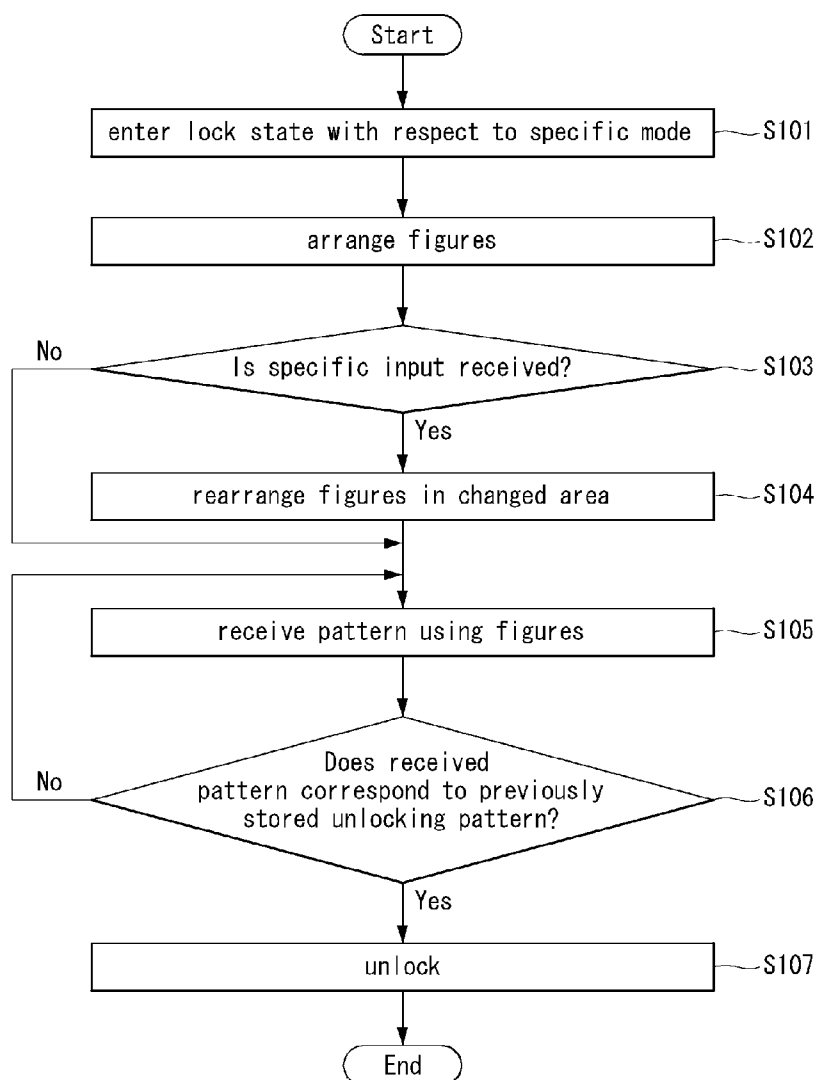 Start
enter lock state with respect to specific mode
S101
arrange figures
S102
No
Is specific input received?
S103
Yes
rearrange figures in changed area
S104
receive pattern using figures
S105
Does received
pattern correspond to previously
stored unlocking pattern?
No
S106
Yes
unlock
S107
End